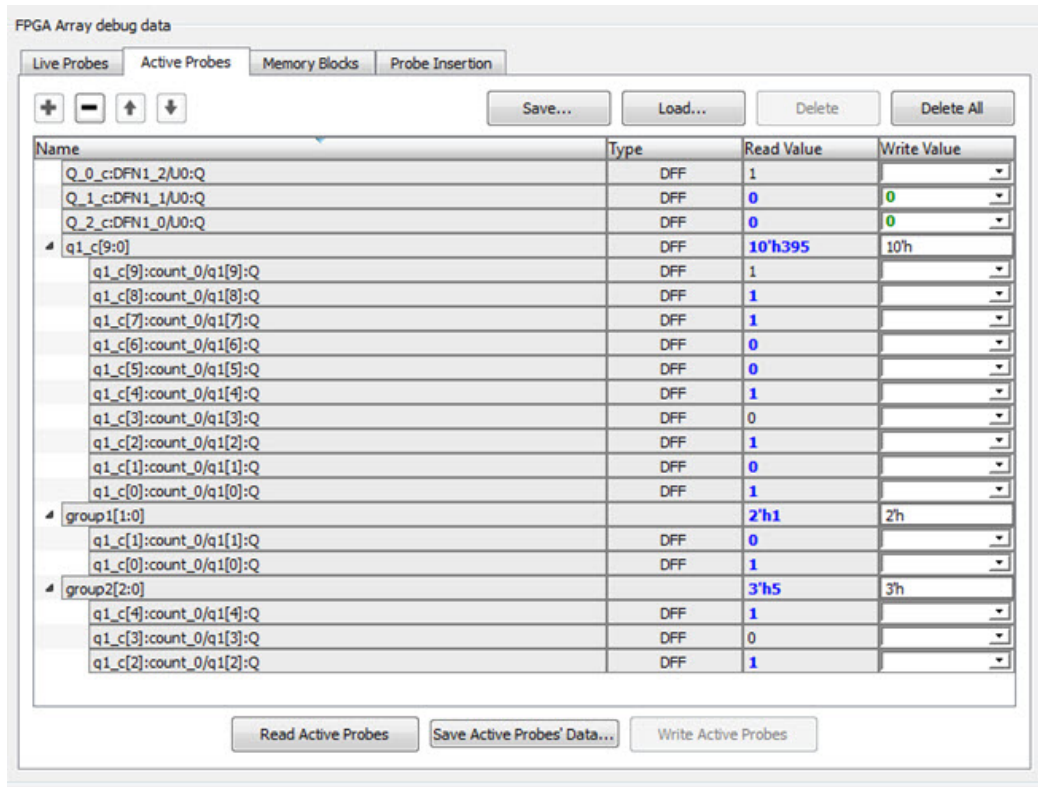 FPGA Array debug data
Live Probes Active Probes Memory Blocks Probe Insertion
Save... Load... Delete Delete All
Name Type Read Value Write Value
Q_0_c:DFN1_2/U0:Q DFF 1
Q_1_c:DFN1_1/U0:Q DFF 0 0
Q_2_c:DFN1_0/U0:Q DFF 0 0
q1_c[9:0] DFF 10'h395 10'h
q1_c[9]:count_0/q1[9]:Q DFF 1
q1_c[8]:count_0/q1[8]:Q DFF 1
q1_c[7]:count_0/q1[7]:Q DFF 1
q1_c[6]:count_0/q1[6]:Q DFF 0
q1_c[5]:count_0/q1[5]:Q DFF 0
q1_c[4]:count_0/q1[4]:Q DFF 1
q1_c[3]:count_0/q1[3]:Q DFF 0
q1_c[2]:count_0/q1[2]:Q DFF 1
q1_c[1]:count_0/q1[1]:Q DFF 0
q1_c[0]:count_0/q1[0]:Q DFF 1
group1[1:0] 2'h1 2'h
q1_c[1]:count_0/q1[1]:Q DFF 0
q1_c[0]:count_0/q1[0]:Q DFF 1
group2[2:0] 3'h5 3'h
q1_c[4]:count_0/q1[4]:Q DFF 1
q1_c[3]:count_0/q1[3]:Q DFF 0
q1_c[2]:count_0/q1[2]:Q DFF 1
Read Active Probes Save Active Probes' Data... Write Active Probes